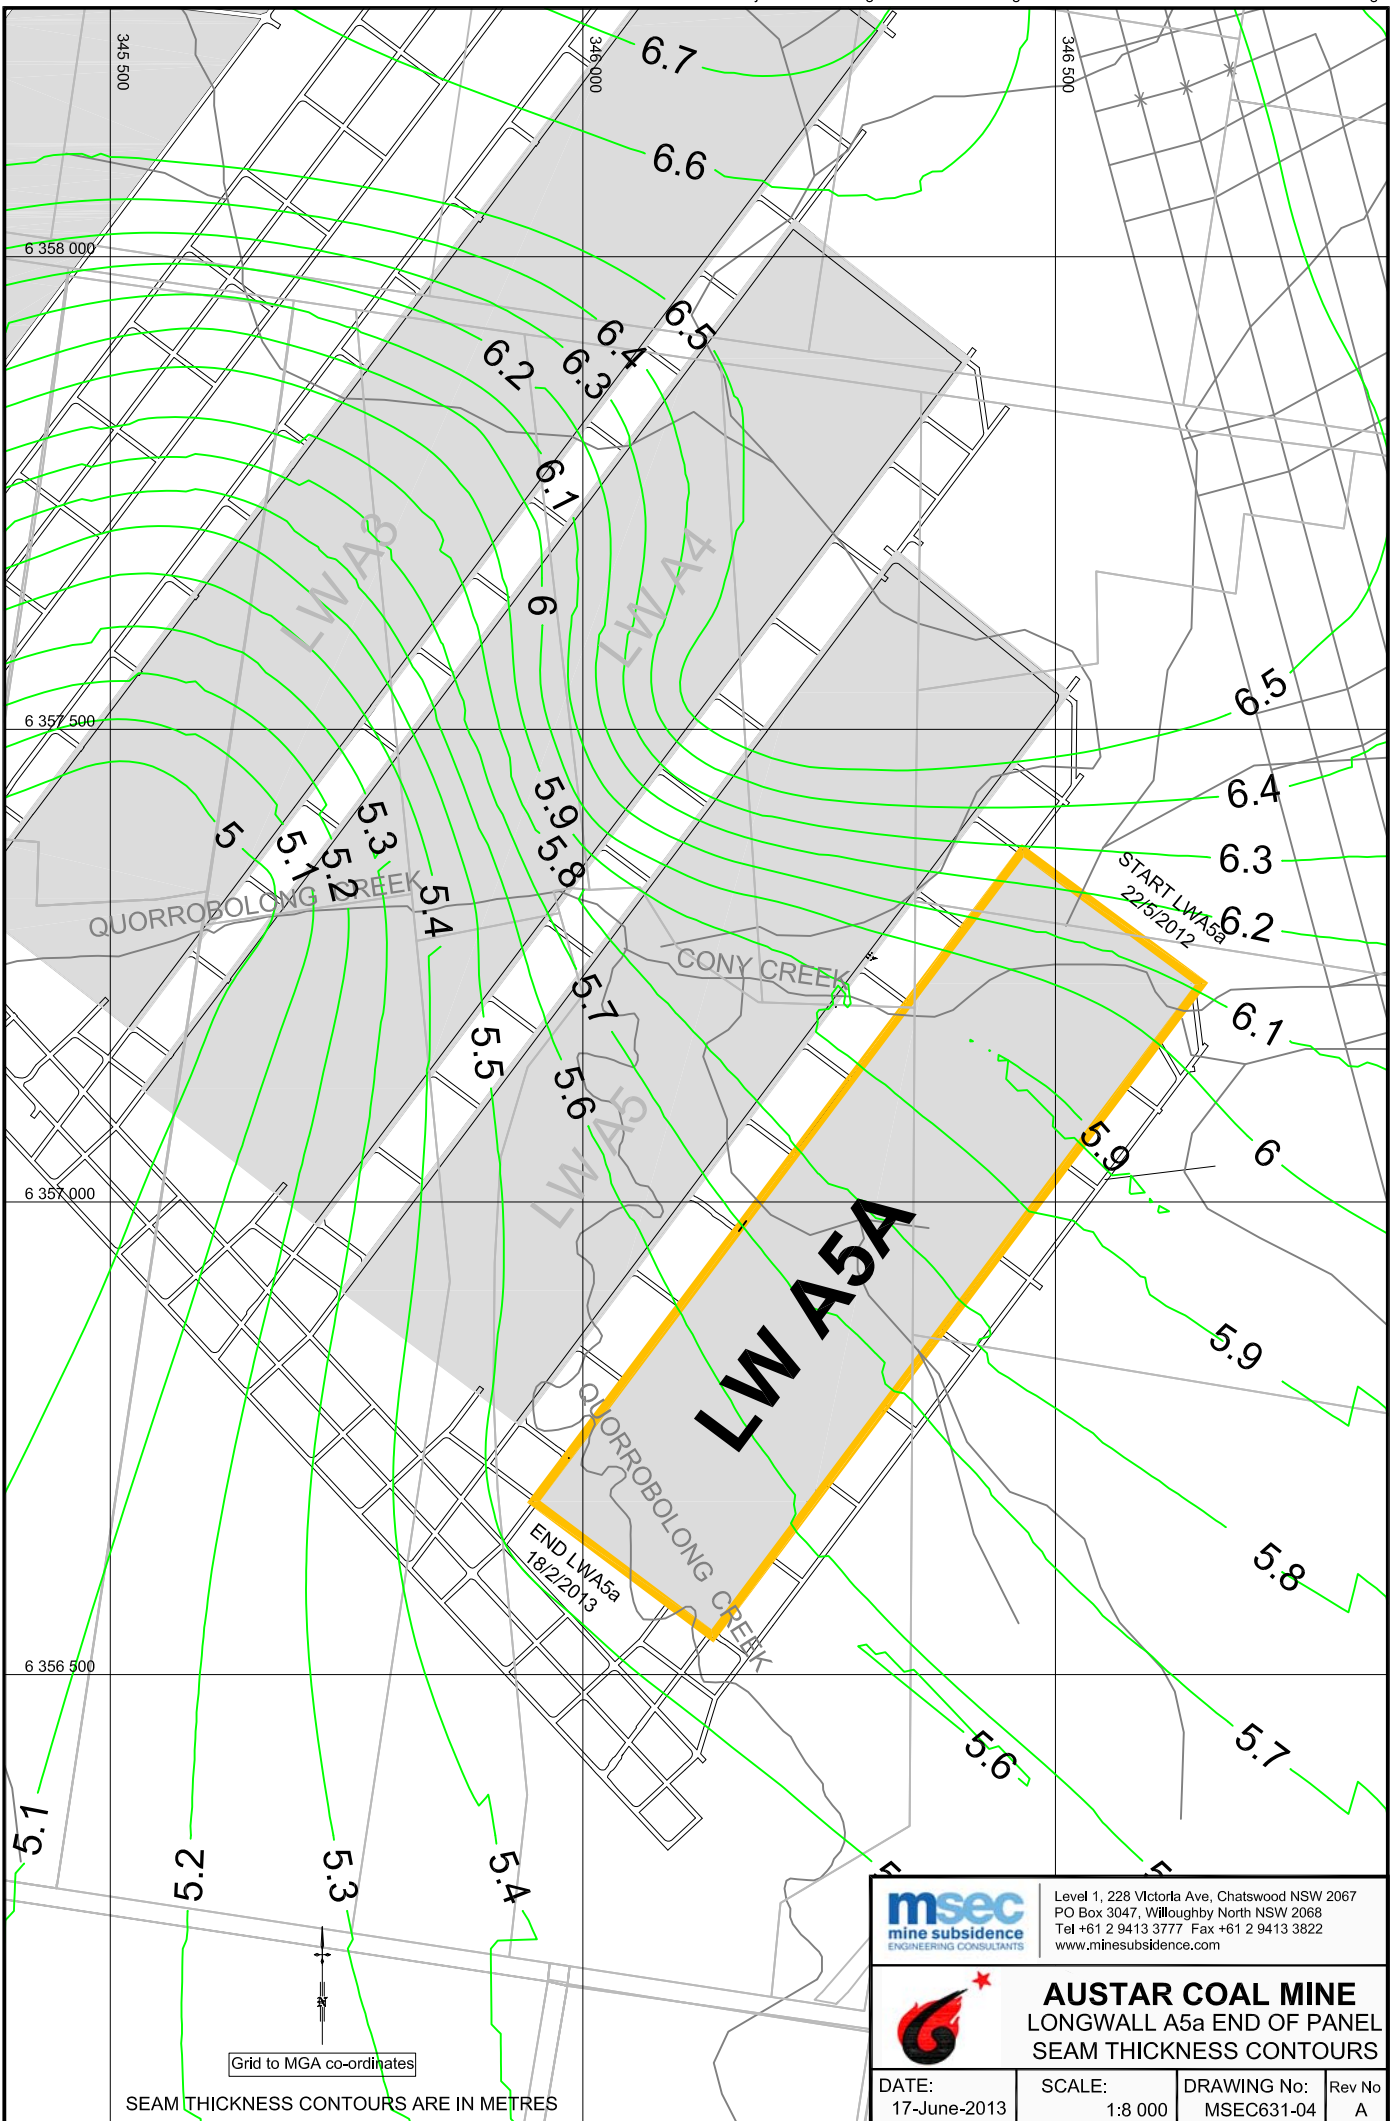 345 500
346 000
346 500
6.7
6.6
6 358 000
6.5
6.4
6.3
6.2
6.1
6
LW A3
LW A4
6 357 500
6.5
6.4
6.3
6.2
6.1
6
5.9
5.9
5.8
5.7
5.9
5.8
5.7
5.6
5.5
5.4
5.3
5.2
5.1
5
QUORROBOLONG CREEK
CONY CREEK
START LWA5a
22/5/2012
LW A5
6 357 000
LW A5A
QUORROBOLONG CREEK
END LWA5a
18/2/2013
6 356 500
5.6
5.1
5.2
5.3
5.4
N
Grid to MGA co-ordinates
SEAM THICKNESS CONTOURS ARE IN METRES
msec
mine subsidence
ENGINEERING CONSULTANTS
Level 1, 228 Victoria Ave, Chatswood NSW 2067
PO Box 3047, Willoughby North NSW 2068
Tel +61 2 9413 3777 Fax +61 2 9413 3822
www.minesubsidence.com
AUSTAR COAL MINE
LONGWALL A5a END OF PANEL
SEAM THICKNESS CONTOURS
DATE:
17-June-2013
SCALE:
1:8 000
DRAWING No:
MSEC631-04
Rev No
A